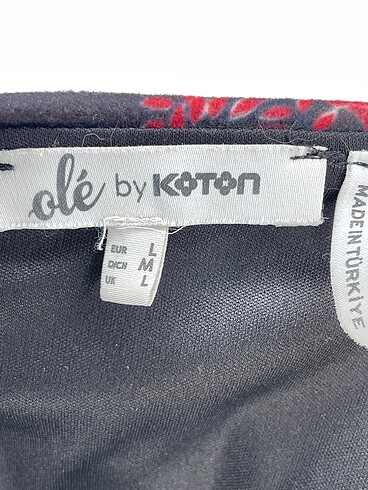 olé by KOTON
EUR L
D/CH M
UK L
MADE IN TÜRKİYE